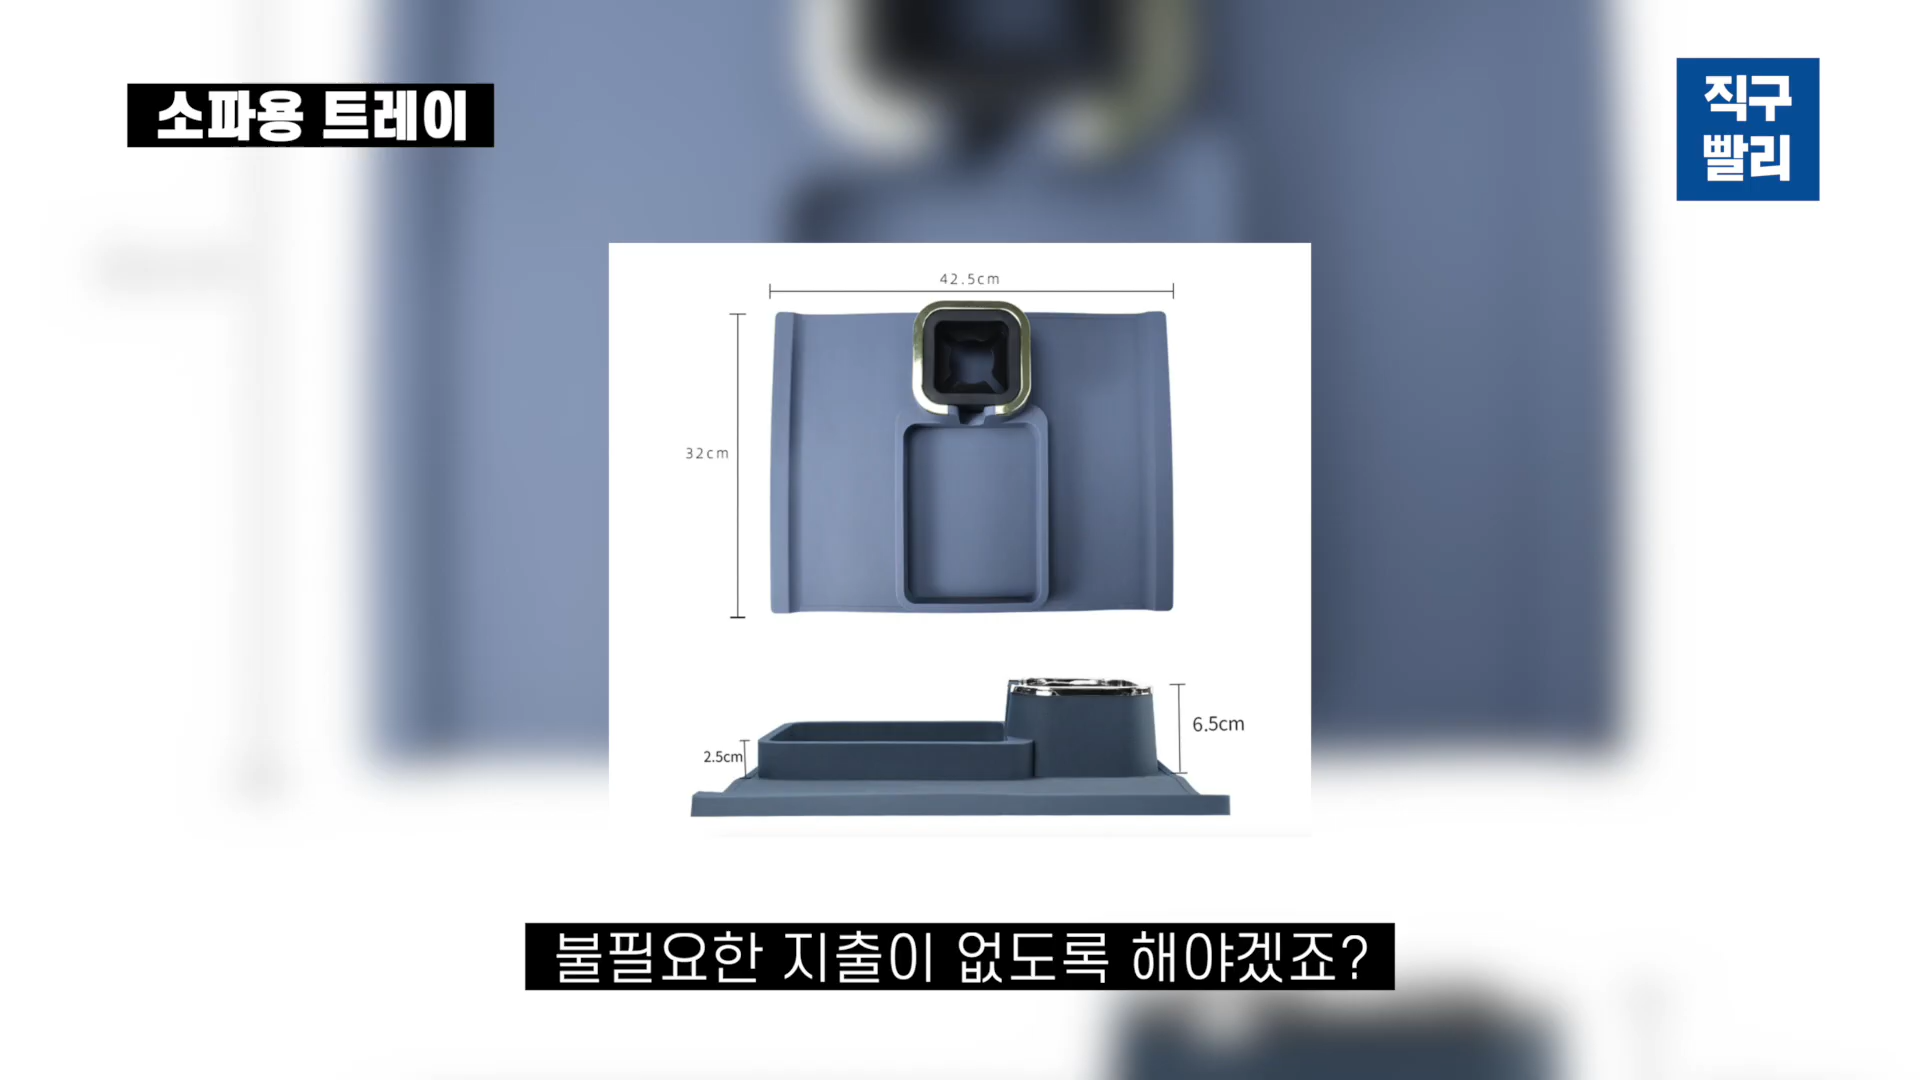 소파용 트레이
직구
빨리
42.5cm
32cm
6.5cm
2.5cm
불필요한 지출이 없도록 해야겠죠?